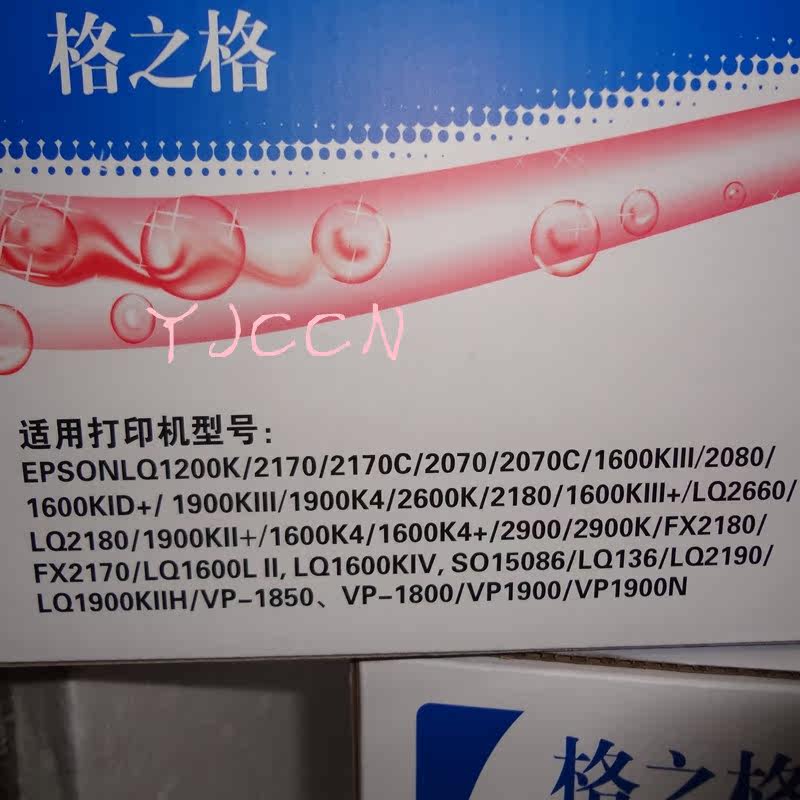 格之格
YJCCN
适用打印机型号:
EPSONLQ1200K/2170/2170C/2070/2070C/1600KIII/2080/
1600KID+/ 1900KIII/1900K4/2600K/2180/1600KIII+/LQ2660/
LQ2180/1900KII+/1600K4/1600K4+/2900/2900K/FX2180/
FX2170/LQ1600L II, LQ1600KIV, SO15086/LQ136/LQ2190/
LQ1900KIIH/VP-1850、VP-1800/VP1900/VP1900N
格之格